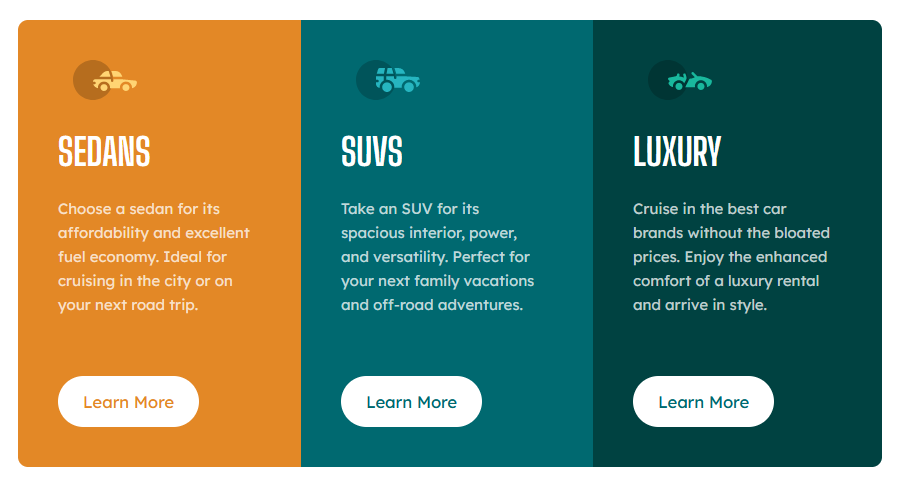 SEDANS
Choose a sedan for its
affordability and excellent
fuel economy. Ideal for
cruising in the city or on
your next road trip.
Learn More
SUVS
Take an SUV for its
spacious interior, power,
and versatility. Perfect for
your next family vacations
and off-road adventures.
Learn More
LUXURY
Cruise in the best car
brands without the bloated
prices. Enjoy the enhanced
comfort of a luxury rental
and arrive in style.
Learn More